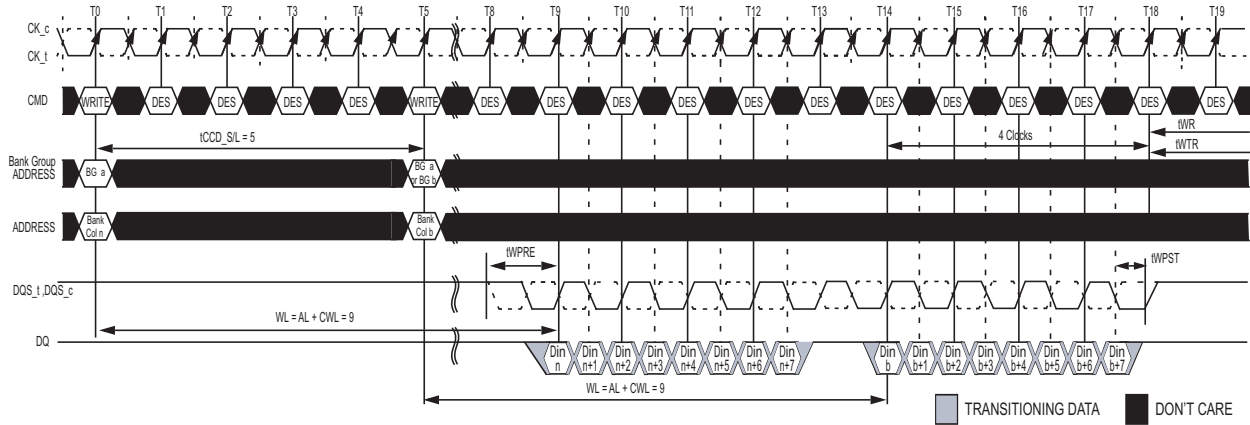 T0 T1 T2 T3 T4 T5 T8 T9 T10 T11 T12 T13 T14 T15 T16 T17 T18 T19
CK_c
CK_t
CMD WRITE DES DES DES DES WRITE DES DES DES DES DES DES DES DES DES DES DES DES
tCCD_S/L = 5
4 Clocks
tWR
tWTR
Bank Group
ADDRESS
BG a
BG a
or BG b
ADDRESS
Bank
Col n
Bank
Col b
tWPRE
tWPST
DQS_t ,DQS_c
WL = AL + CWL = 9
DQ
Din
n
Din
n+1
Din
n+2
Din
n+3
Din
n+4
Din
n+5
Din
n+6
Din
n+7
Din
b
Din
b+1
Din
b+2
Din
b+3
Din
b+4
Din
b+5
Din
b+6
Din
b+7
WL = AL + CWL = 9
TRANSITIONING DATA
DON'T CARE